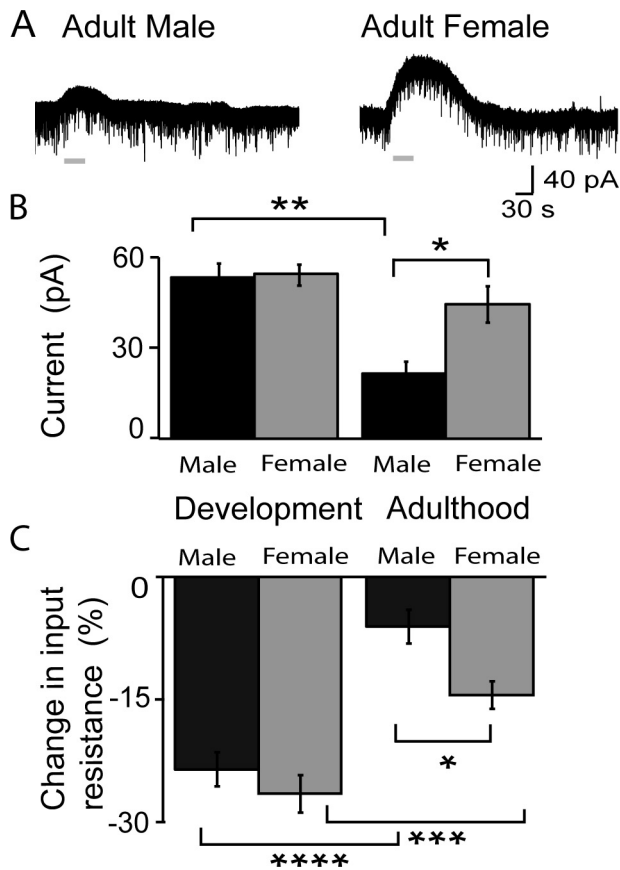 A
Adult Male Adult Female
40 pA
30 s
B
** *
Current (pA)
60
30
0
Male Female Male Female
Development Adulthood
C
Male Female Male Female
Change in input
resistance (%)
0
-15
-30
*
***
****